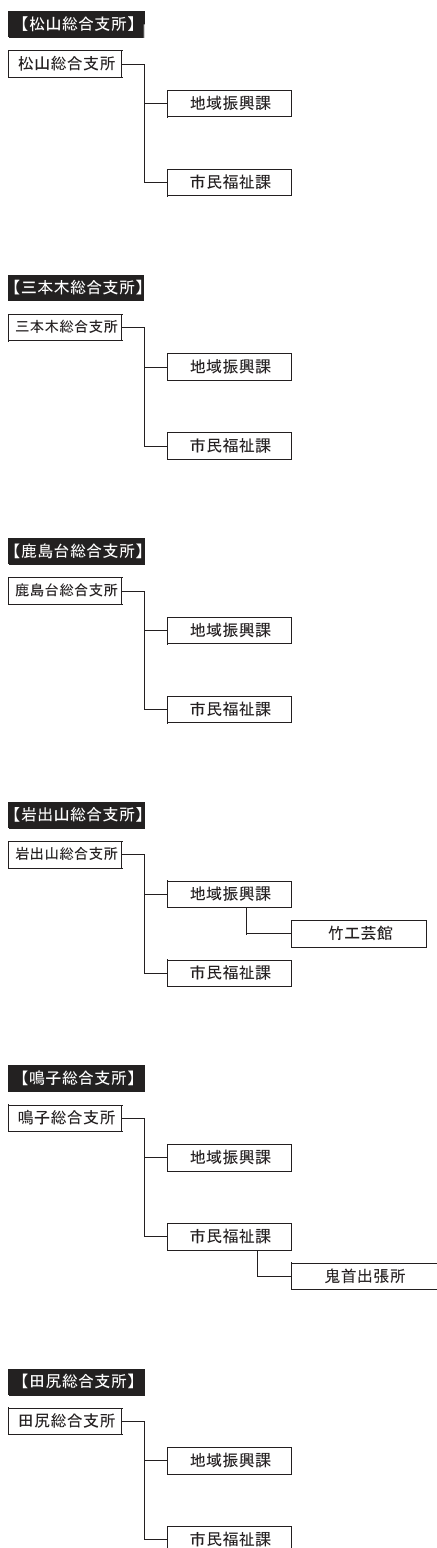 【松山総合支所】
松山総合支所
地域振興課
市民福祉課
【三本木総合支所】
三本木総合支所
地域振興課
市民福祉課
【鹿島台総合支所】
鹿島台総合支所
地域振興課
市民福祉課
【岩出山総合支所】
岩出山総合支所
地域振興課
竹工芸館
市民福祉課
【鳴子総合支所】
鳴子総合支所
地域振興課
市民福祉課
鬼首出張所
【田尻総合支所】
田尻総合支所
地域振興課
市民福祉課